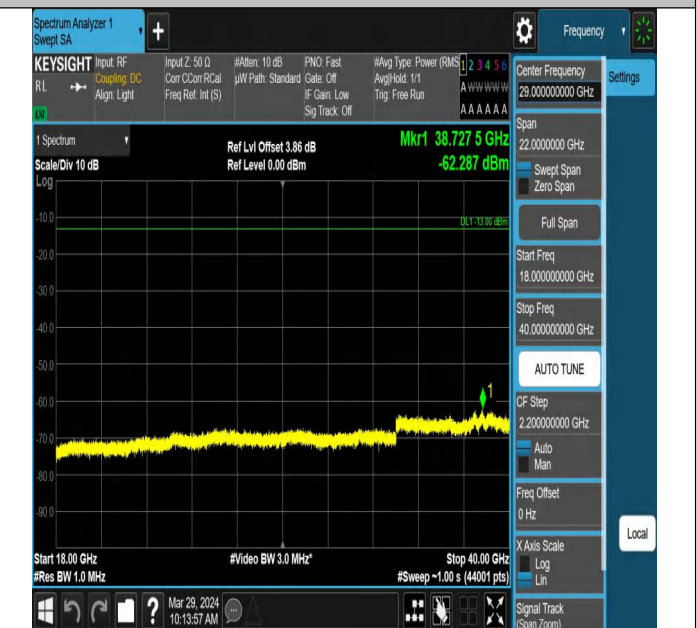 Spectrum Analyzer 1
Swept SA
+
Frequency
KEYSIGHT
RL
LXI
Input: RF
Coupling: DC
Align: Light
Input Z: 50 Ω
Corr CCorr RCal
Freq Ref: Int (S)
#Atten: 10 dB
µW Path: Standard
PNO: Fast
Gate: Off
IF Gain: Low
Sig Track: Off
#Avg Type: Power (RMS
Avg|Hold: 1/1
Trig: Free Run
1 2 3 4 5 6
A W W W W W
A A A A A A
1 Spectrum
Scale/Div 10 dB
Log
Ref Lvl Offset 3.86 dB
Ref Level 0.00 dBm
Mkr1 38.727 5 GHz
-62.287 dBm
-10.0
DL1 -13.00 dBm
-20.0
-30.0
-40.0
-50.0
-60.0
1
-70.0
-80.0
-90.0
Start 18.00 GHz
#Res BW 1.0 MHz
#Video BW 3.0 MHz*
Stop 40.00 GHz
#Sweep ~1.00 s (44001 pts)
?
Mar 29, 2024
10:13:57 AM
Center Frequency
29.000000000 GHz
Settings
Span
22.0000000 GHz
Swept Span
Zero Span
Full Span
Start Freq
18.000000000 GHz
Stop Freq
40.000000000 GHz
AUTO TUNE
CF Step
2.200000000 GHz
Auto
Man
Freq Offset
0 Hz
Local
X Axis Scale
Log
Lin
Signal Track
(Span Zoom)